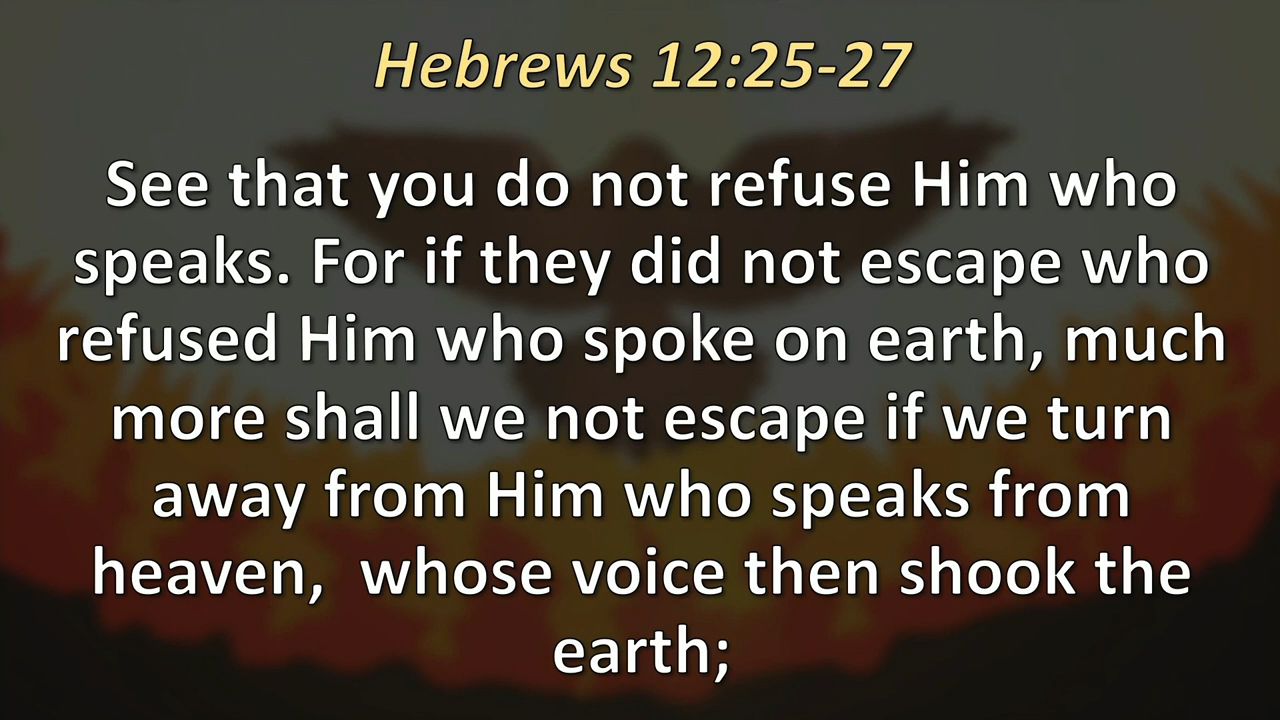 Hebrews 12:25-27
See that you do not refuse Him who
speaks. For if they did not escape who
refused Him who spoke on earth, much
more shall we not escape if we turn
away from Him who speaks from
heaven,  whose voice then shook the
earth;